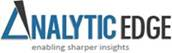 ANALYTIC EDGE
enabling sharper insights